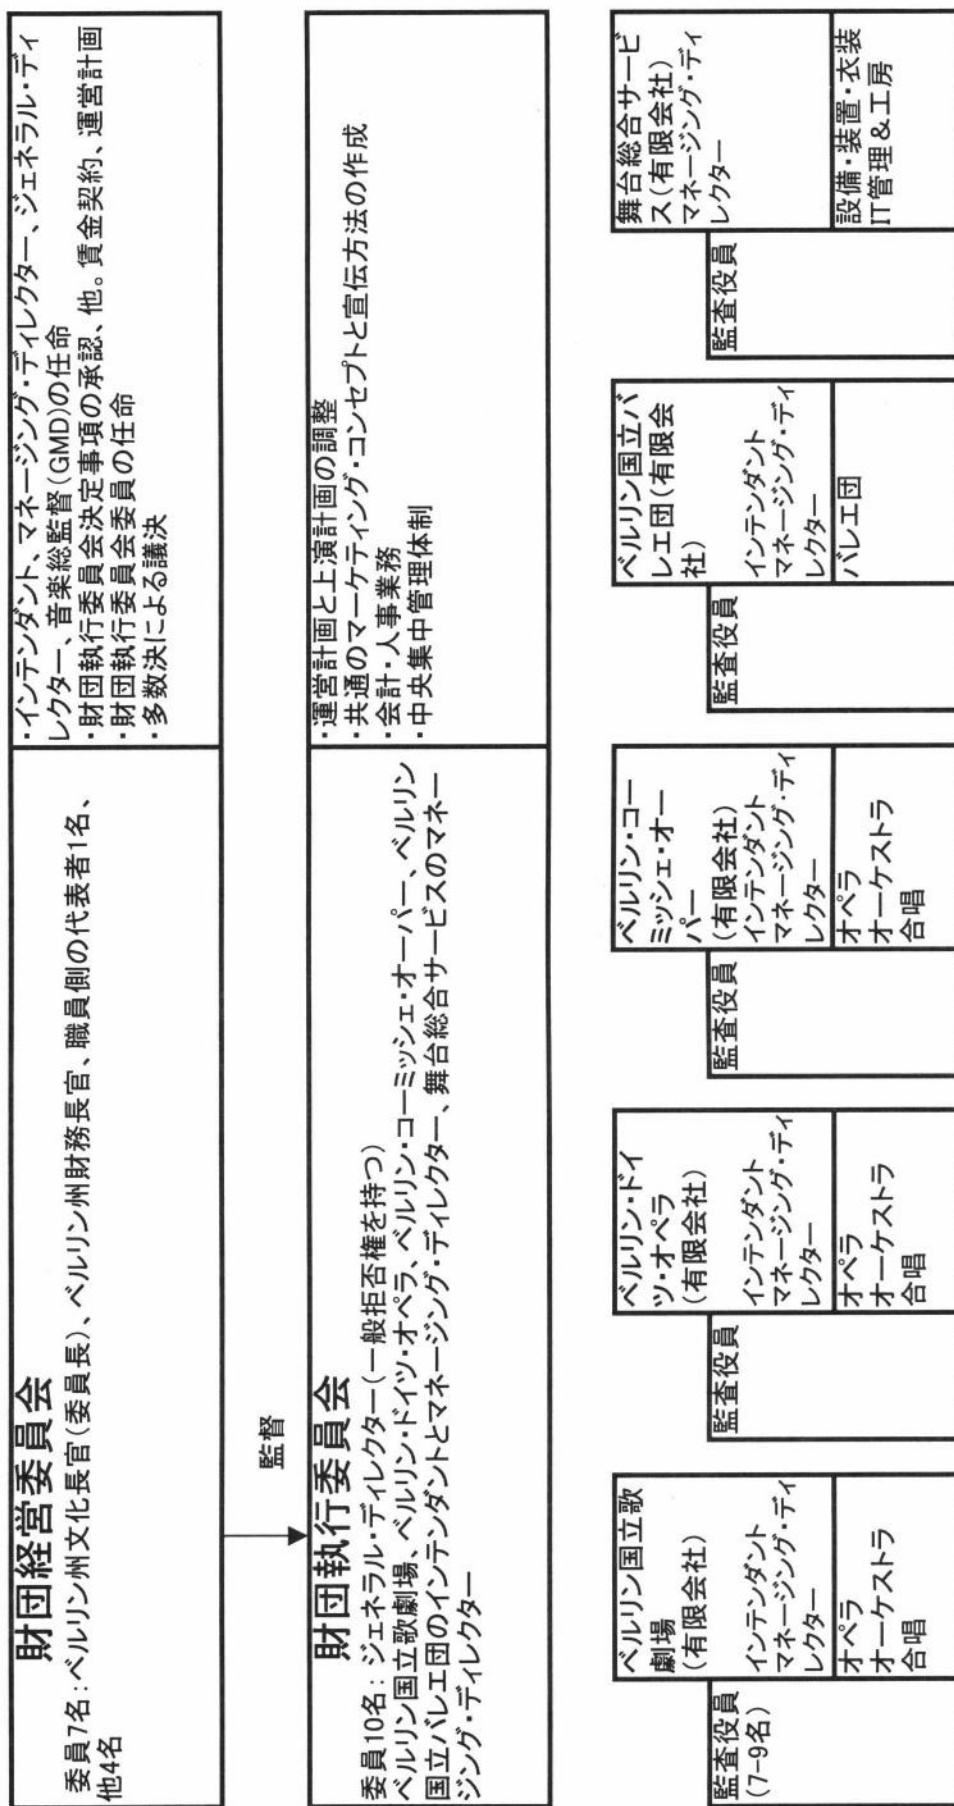 財団経営委員会
委員7名：ベルリン州文化長官（委員長）、ベルリン州財務長官、職員側の代表者1名、
他4名
・インテンダント、マネージング・ディレクター、ジェネラル・ディ
レクター、音楽総監督(GMD)の任命
・財団執行委員会決定事項の承認、他。賃金契約、運営計画
・財団執行委員会委員の任命
・多数決による議決
監督
財団執行委員会
委員10名：ジェネラル・ディレクター（一般拒否権を持つ）
ベルリン国立歌劇場、ベルリン・ドイツ・オペラ、ベルリン・コーミッシェ・オーパー、ベルリン
国立バレエ団のインテンダントとマネージング・ディレクター、舞台総合サービスのマネー
ジング・ディレクター
・運営計画と上演計画の調整
・共通のマーケティング・コンセプトと宣伝方法の作成
・会計・人事業務
・中央集中管理体制
監査役員
(7-9名)
ベルリン国立歌
劇場
（有限会社）
インテンダント
マネージング・ディ
レクター
オペラ
オーケストラ
合唱
監査役員
ベルリン・ドイ
ツ・オペラ
（有限会社）
インテンダント
マネージング・ディ
レクター
オペラ
オーケストラ
合唱
監査役員
ベルリン・コー
ミッシェ・オー
パー
（有限会社）
インテンダント
マネージング・ディ
レクター
オペラ
オーケストラ
合唱
監査役員
ベルリン国立バ
レエ団（有限会
社）
インテンダント
マネージング・ディ
レクター
バレエ団
監査役員
舞台総合サービ
ス（有限会社）
マネージング・ディ
レクター
設備・装置・衣装
IT管理＆工房